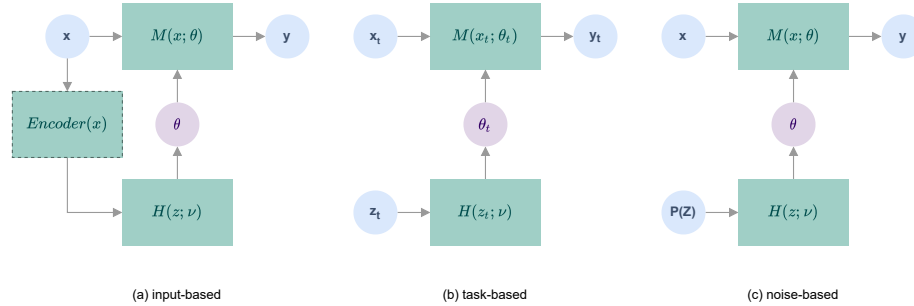 x
M(x; θ)
y
Encoder(x)
θ
H(z; ν)
(a) input-based
x_t
M(x_t; θ_t)
y_t
θ_t
z_t
H(z_t; ν)
(b) task-based
x
M(x; θ)
y
θ
P(Z)
H(z; ν)
(c) noise-based